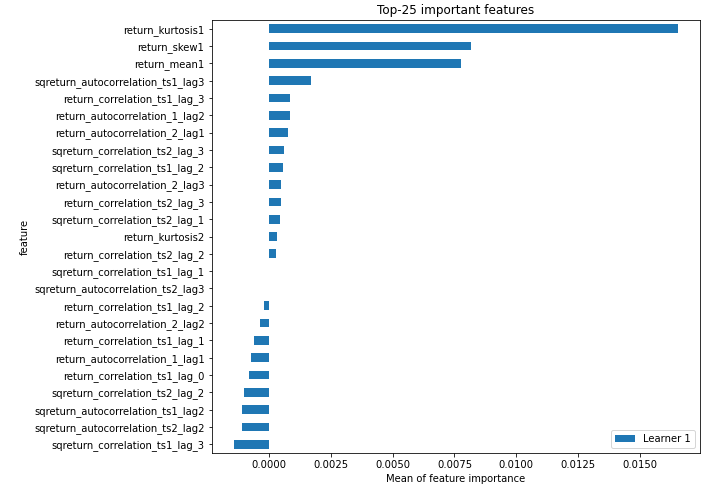 Top-25 important features
return_kurtosis1
return_skew1
return_mean1
sqreturn_autocorrelation_ts1_lag3
return_correlation_ts1_lag_3
return_autocorrelation_1_lag2
return_autocorrelation_2_lag1
sqreturn_correlation_ts2_lag_3
sqreturn_correlation_ts1_lag_2
return_autocorrelation_2_lag3
return_correlation_ts2_lag_3
sqreturn_correlation_ts2_lag_1
return_kurtosis2
return_correlation_ts2_lag_2
sqreturn_correlation_ts1_lag_1
sqreturn_autocorrelation_ts2_lag3
return_correlation_ts1_lag_2
return_autocorrelation_2_lag2
return_correlation_ts1_lag_1
return_autocorrelation_1_lag1
return_correlation_ts1_lag_0
sqreturn_correlation_ts2_lag_2
sqreturn_autocorrelation_ts1_lag2
sqreturn_autocorrelation_ts2_lag2
sqreturn_correlation_ts1_lag_3
feature
Learner 1
0.0000 0.0025 0.0050 0.0075 0.0100 0.0125 0.0150
Mean of feature importance